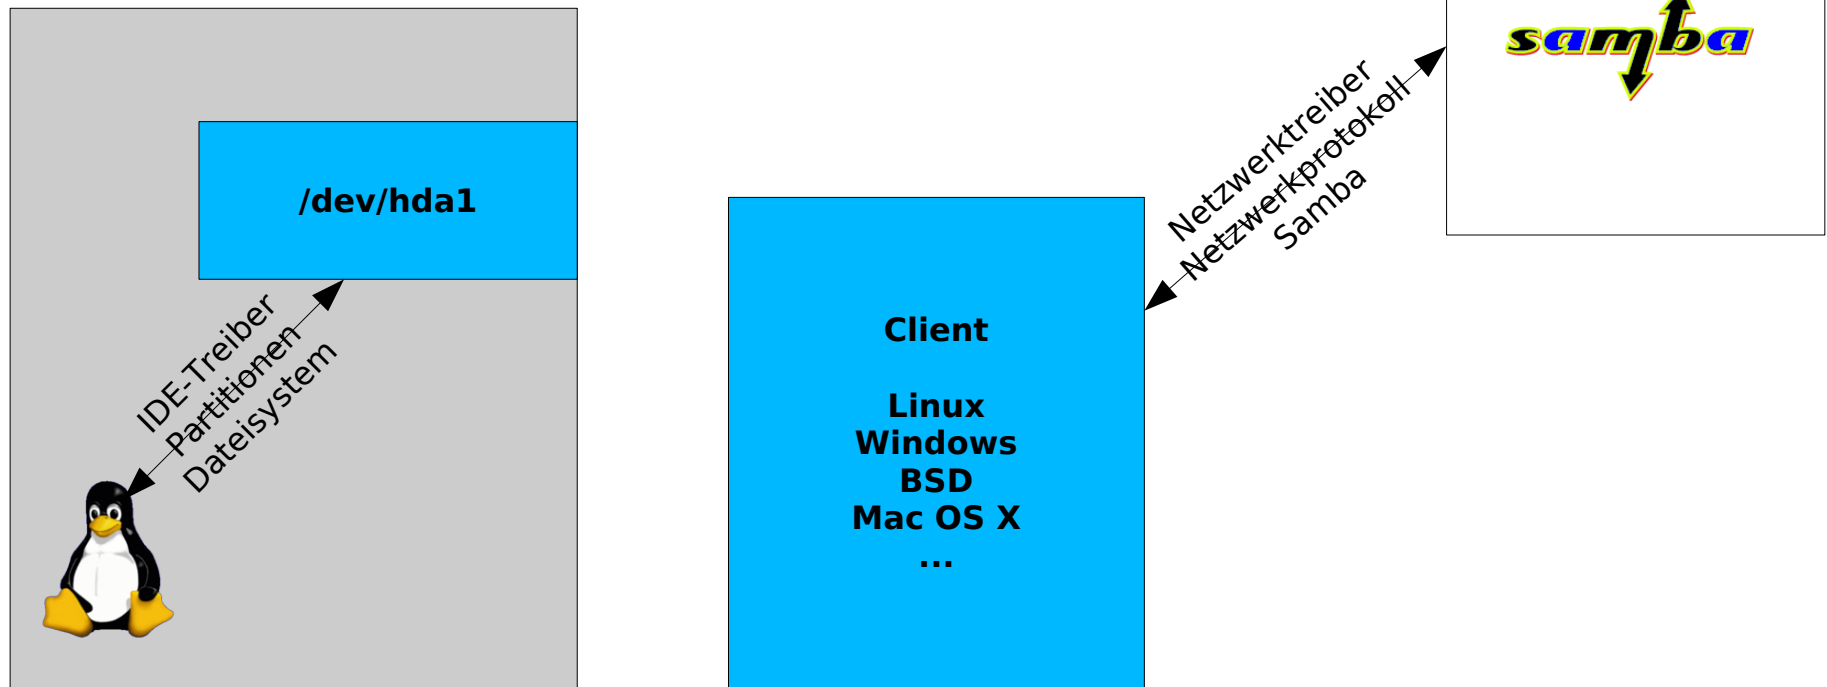 /dev/hda1
IDE-Treiber
Partitionen
Dateisystem
Client
Linux
Windows
BSD
Mac OS X
...
Netzwerktreiber
Netzwerkprotokoll
Samba
samba